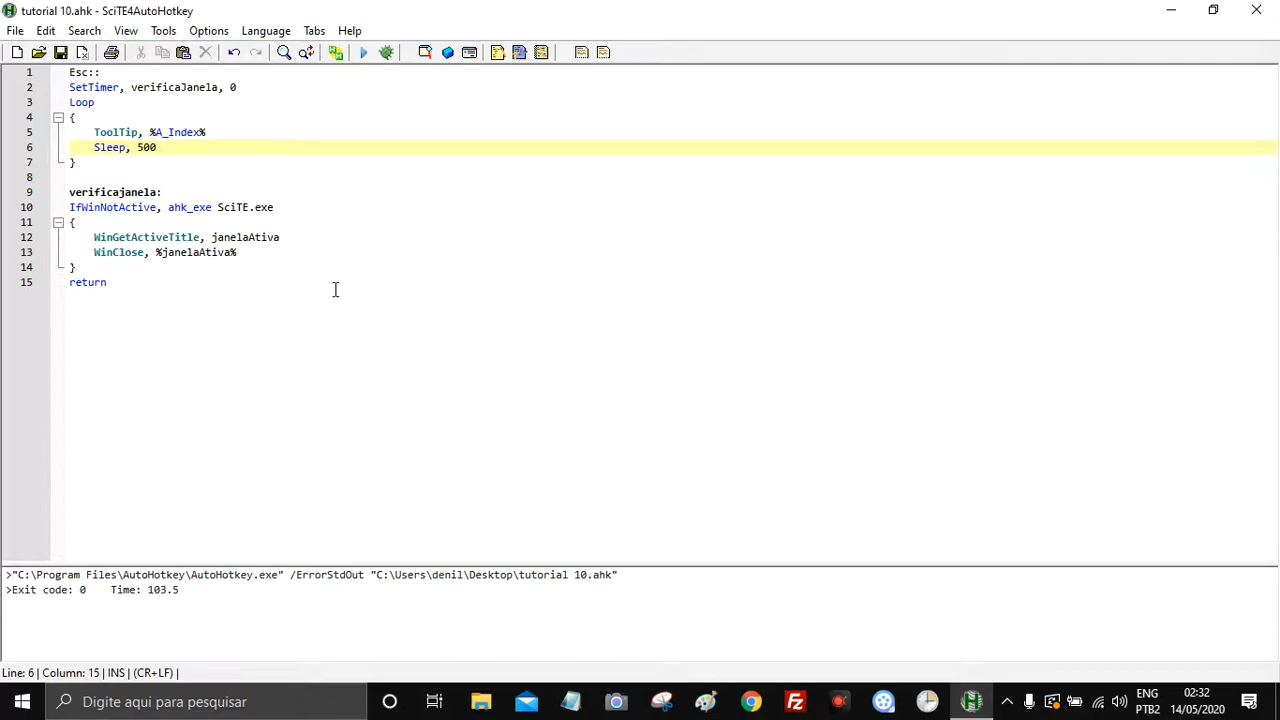 tutorial 10.ahk - SciTE4AutoHotkey
File Edit Search View Tools Options Language Tabs Help
1 Esc::
2 SetTimer, verificaJanela, 0
3 Loop
4 {
5 ToolTip, %A_Index%
6 Sleep, 500
7 }
8
9 verificajanela:
10 IfWinNotActive, ahk_exe SciTE.exe
11 {
12 WinGetActiveTitle, janelaAtiva
13 WinClose, %janelaAtiva%
14 }
15 return
>"C:\Program Files\AutoHotkey\AutoHotkey.exe" /ErrorStdOut "C:\Users\denil\Desktop\tutorial 10.ahk"
>Exit code: 0 Time: 103.5
Line: 6 | Column: 15 | INS | (CR+LF) |
Digite aqui para pesquisar
ENG 02:32
PTB2 14/05/2020